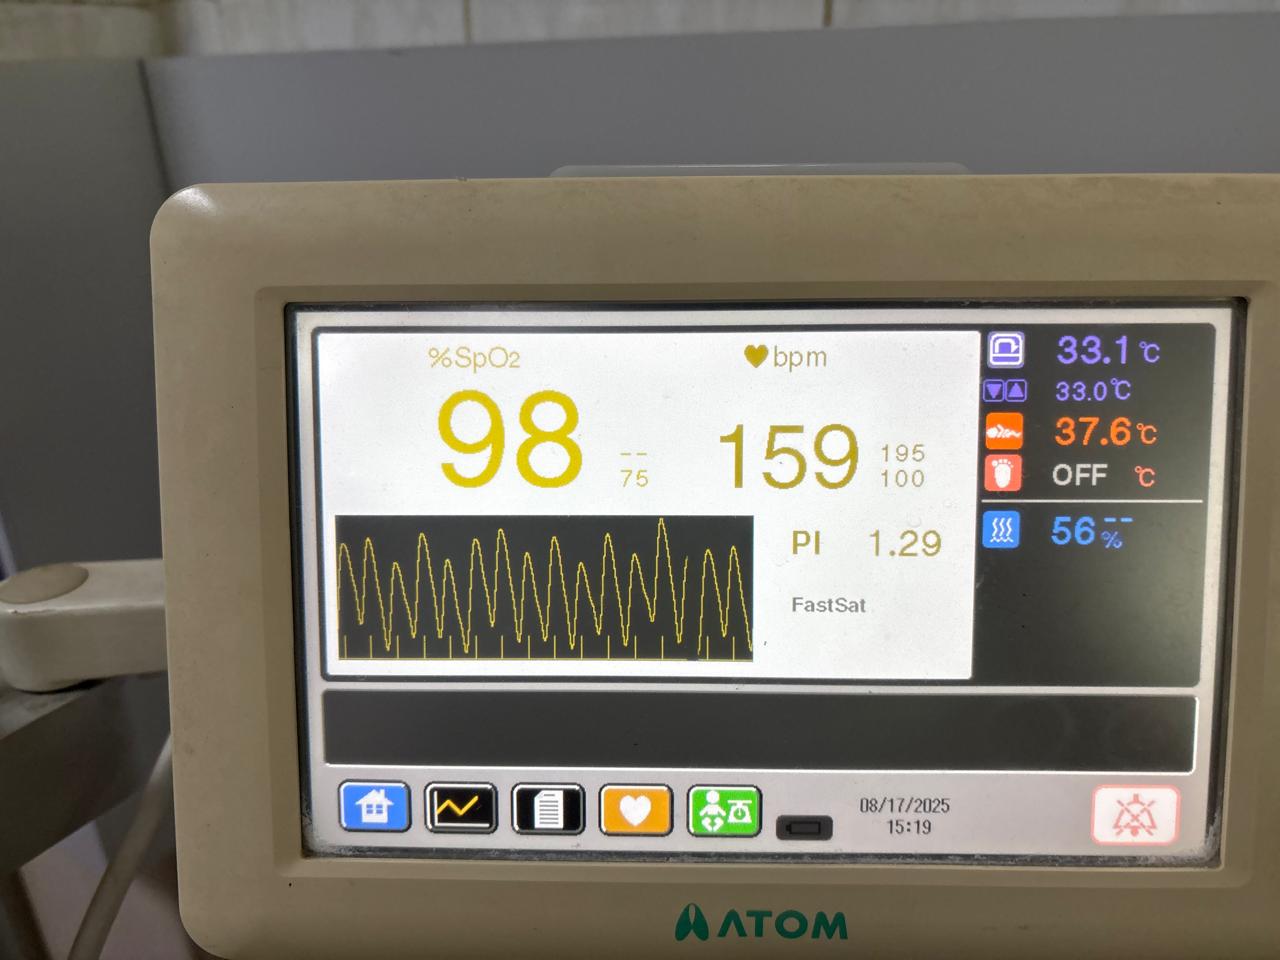 %SpO2
98
--
75
bpm
159
195
100
PI 1.29
FastSat
33.1 ℃
33.0℃
37.6 ℃
OFF ℃
56 -- %
08/17/2025
15:19
ATOM